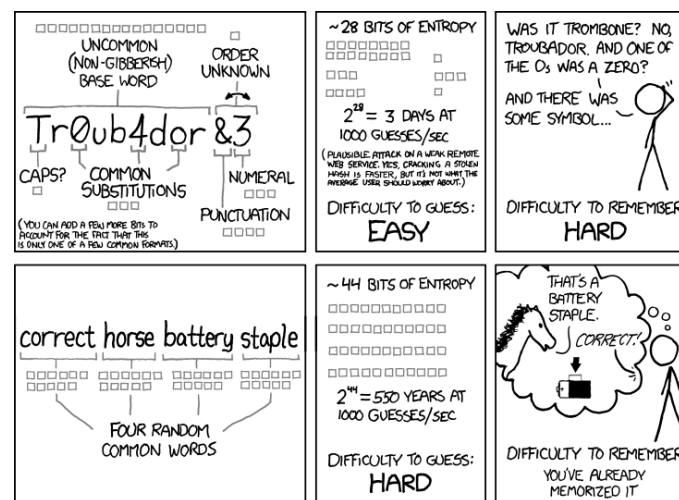 UNCOMMON
(NON-GIBBERISH)
BASE WORD
ORDER
UNKNOWN
Tr0ub4dor &3
CAPS?
COMMON
SUBSTITUTIONS
NUMERAL
PUNCTUATION
(YOU CAN ADD A FEW MORE BITS TO
ACCOUNT FOR THE FACT THAT THIS
IS ONLY ONE OF A FEW COMMON FORMATS.)
~28 BITS OF ENTROPY
2^28 = 3 DAYS AT
1000 GUESSES/SEC
(PLAUSIBLE ATTACK ON A WEAK REMOTE
WEB SERVICE. YES, CRACKING A STOLEN
HASH IS FASTER, BUT IT'S NOT WHAT THE
AVERAGE USER SHOULD WORRY ABOUT.)
DIFFICULTY TO GUESS:
EASY
WAS IT TROMBONE? NO,
TROUBADOR. AND ONE OF
THE Os WAS A ZERO?
AND THERE WAS
SOME SYMBOL...
DIFFICULTY TO REMEMBER
HARD
correct horse battery staple
FOUR RANDOM
COMMON WORDS
~44 BITS OF ENTROPY
2^44 = 550 YEARS AT
1000 GUESSES/SEC
DIFFICULTY TO GUESS:
HARD
THAT'S A
BATTERY
STAPLE.
CORRECT!
DIFFICULTY TO REMEMBER
YOU'VE ALREADY
MEMORIZED IT